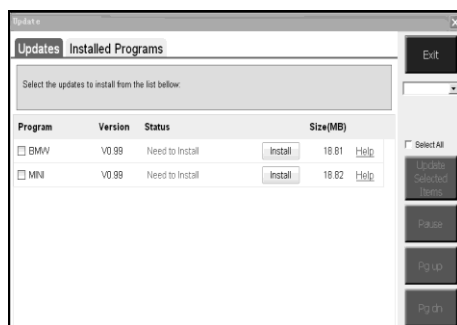 Update
Updates Installed Programs
Exit
Select the updates to install from the list bellow:
Program Version Status Size(MB)
Select All
BMW V0.99 Need to Install Install 18.81 Help
MINI V0.99 Need to Install Install 18.82 Help
Update
Selected
Items
Pause
Pg up
Pg dn